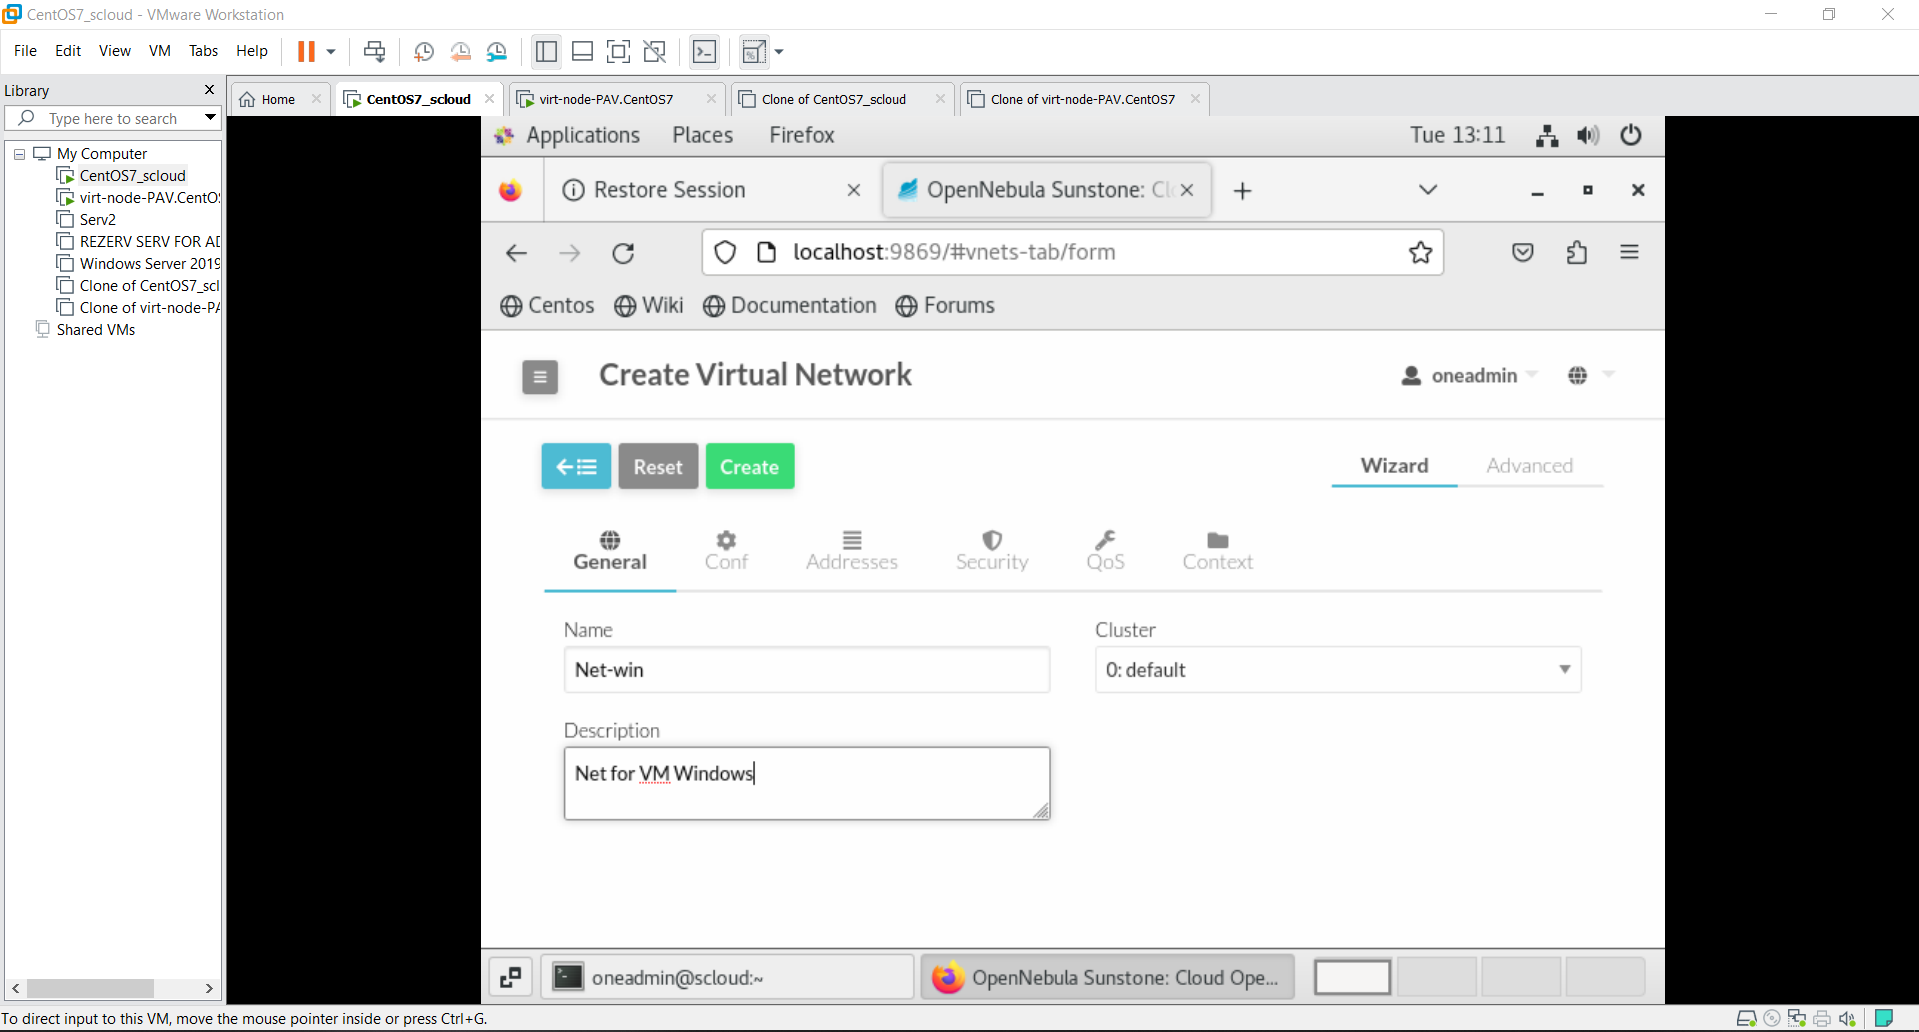 CentOS7_scloud - VMware Workstation
File Edit View VM Tabs Help
Library
Type here to search
My Computer
CentOS7_scloud
virt-node-PAV.CentOS
Serv2
REZERV SERV FOR AD
Windows Server 2019
Clone of CentOS7_scl
Clone of virt-node-PA
Shared VMs
Home CentOS7_scloud virt-node-PAV.CentOS7 Clone of CentOS7_scloud Clone of virt-node-PAV.CentOS7
Applications Places Firefox Tue 13:11
Restore Session OpenNebula Sunstone: Cl
localhost:9869/#vnets-tab/form
Centos Wiki Documentation Forums
Create Virtual Network oneadmin
Reset Create Wizard Advanced
General Conf Addresses Security QoS Context
Name Cluster
Net-win 0: default
Description
Net for VM Windows
oneadmin@scloud:~ OpenNebula Sunstone: Cloud Ope...
To direct input to this VM, move the mouse pointer inside or press Ctrl+G.